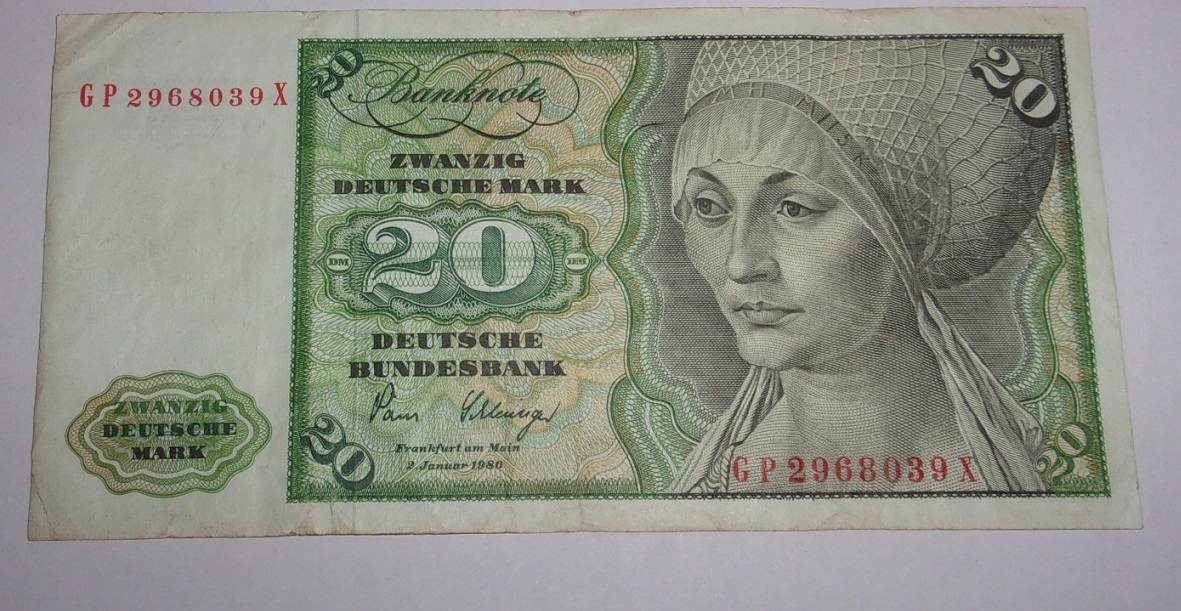 GP2968039X
20
Banknote
20
ZWANZIG
DEUTSCHE MARK
DM 20 DM
DEUTSCHE
BUNDESBANK
Frankfurt am Main
2. Januar 1980
ZWANZIG
DEUTSCHE
MARK
20
GP2968039X
20